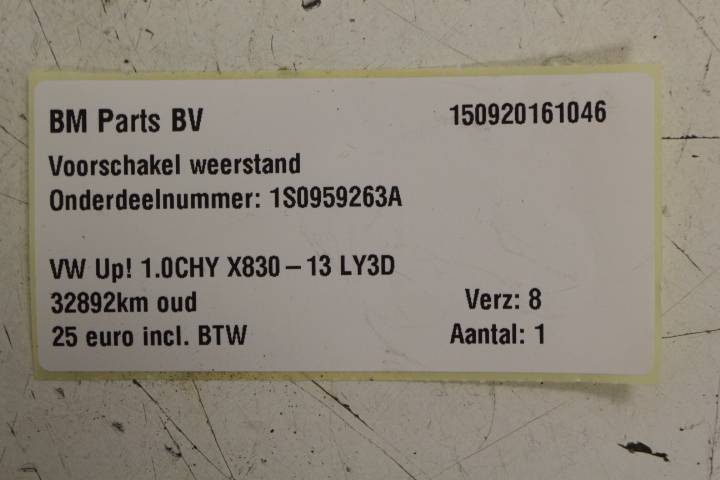 BM Parts BV 150920161046
Voorschakel weerstand
Onderdeelnummer: 1S0959263A
VW Up! 1.0CHY X830 – 13 LY3D
32892km oud Verz: 8
25 euro incl. BTW Aantal: 1